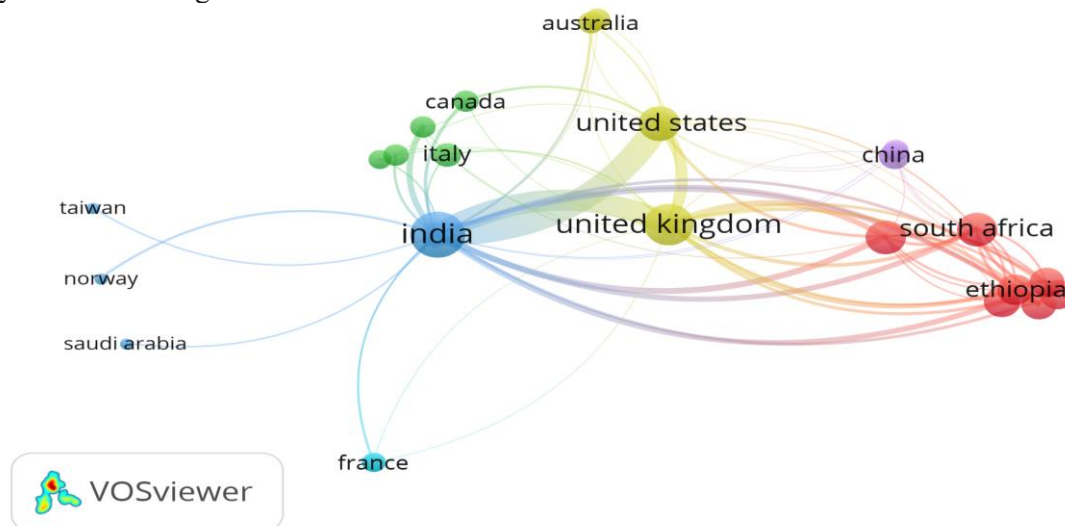 australia
canada
united states
italy
china
taiwan
india
united kingdom
south africa
norway
ethiopia
saudi arabia
france
VOSviewer